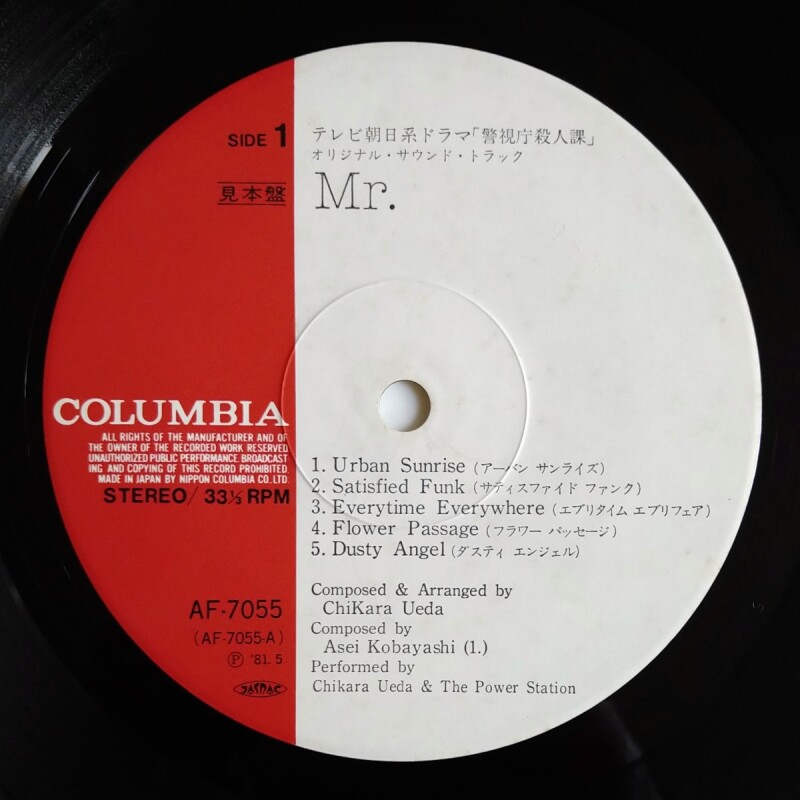 SIDE 1
見本盤
COLUMBIA
ALL RIGHTS OF THE MANUFACTURER AND OF
THE OWNER OF THE RECORDED WORK RESERVED
UNAUTHORIZED PUBLIC PERFORMANCE. BROADCAST
ING AND COPYING OF THIS RECORD PROHIBITED.
MADE IN JAPAN BY NIPPON COLUMBIA CO.LTD.
STEREO/33⅓RPM
AF-7055
(AF-7055-A)
Ⓟ '81.5
JASRAC
テレビ朝日系ドラマ「警視庁殺人課」
オリジナル・サウンド・トラック
Mr.
1. Urban Sunrise (アーバン サンライズ)
2. Satisfied Funk (サティスファイド ファンク)
3. Everytime Everywhere (エブリタイム エブリフェア)
4. Flower Passage (フラワー パッセージ)
5. Dusty Angel (ダスティ エンジェル)
Composed & Arranged by
ChiKara Ueda
Composed by
Asei Kobayashi (1.)
Performed by
Chikara Ueda & The Power Station